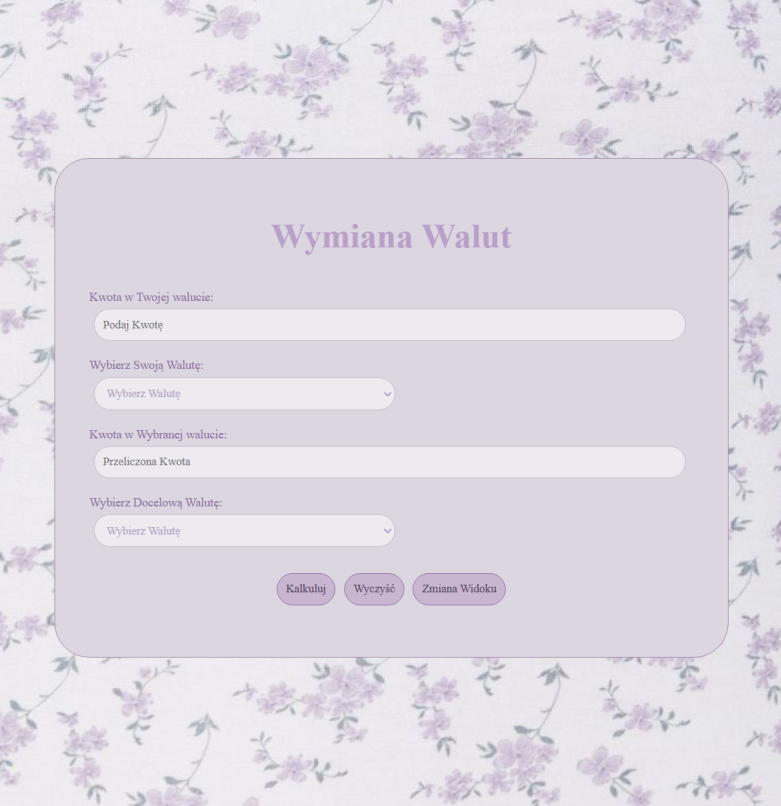 Wymiana Walut
Kwota w Twojej walucie:
Podaj Kwotę
Wybierz Swoją Walutę:
Wybierz Walutę
Kwota w Wybranej walucie:
Przeliczona Kwota
Wybierz Docelową Walutę:
Wybierz Walutę
Kalkuluj Wyczyść Zmiana Widoku